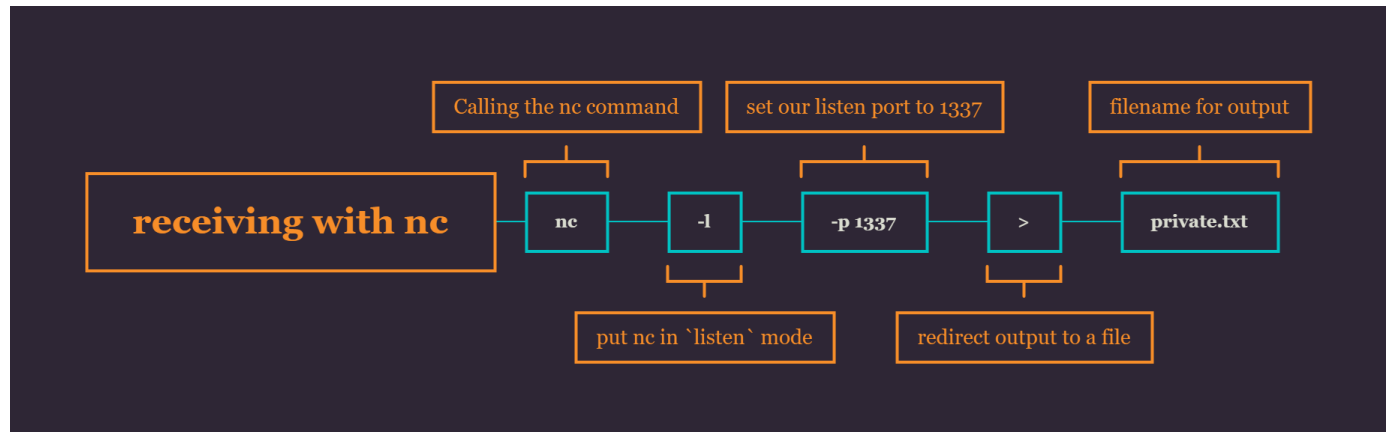 Calling the nc command
set our listen port to 1337
filename for output
receiving with nc
nc
-l
-p 1337
>
private.txt
put nc in `listen` mode
redirect output to a file